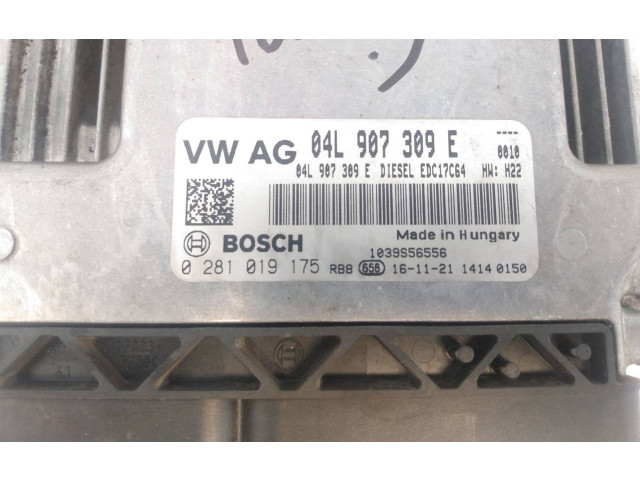 VW AG 04L 907 309 E ----
0010
04L 907 309 E DIESEL EDC17C64 HW: H22
BOSCH Made in Hungary
1039S56556
0 281 019 175 RB8 656 16-11-21 1414 0150